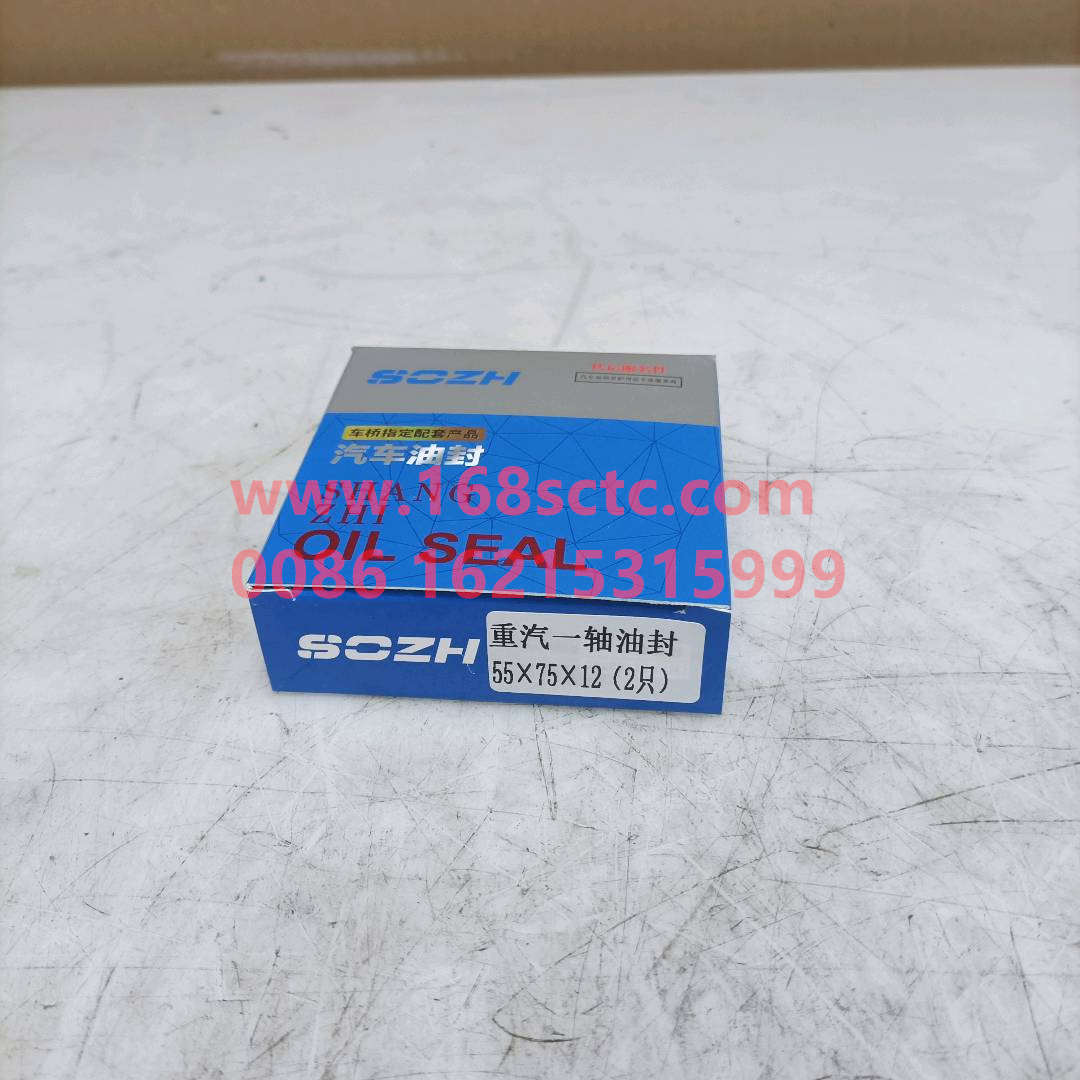 SOZH
车桥指定配套产品
汽车油封
www.168sctc.com
SHANG
ZHI
OIL SEAL
0086 16215315999
SOZH
重汽一轴油封
55×75×12（2只）